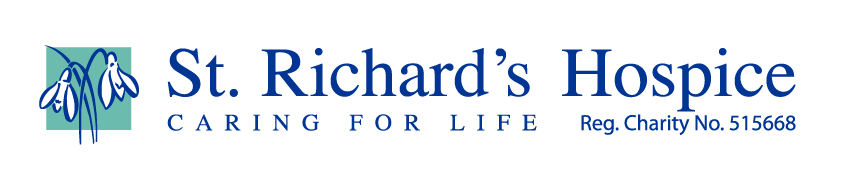 St. Richard's Hospice
CARING FOR LIFE Reg. Charity No. 515668